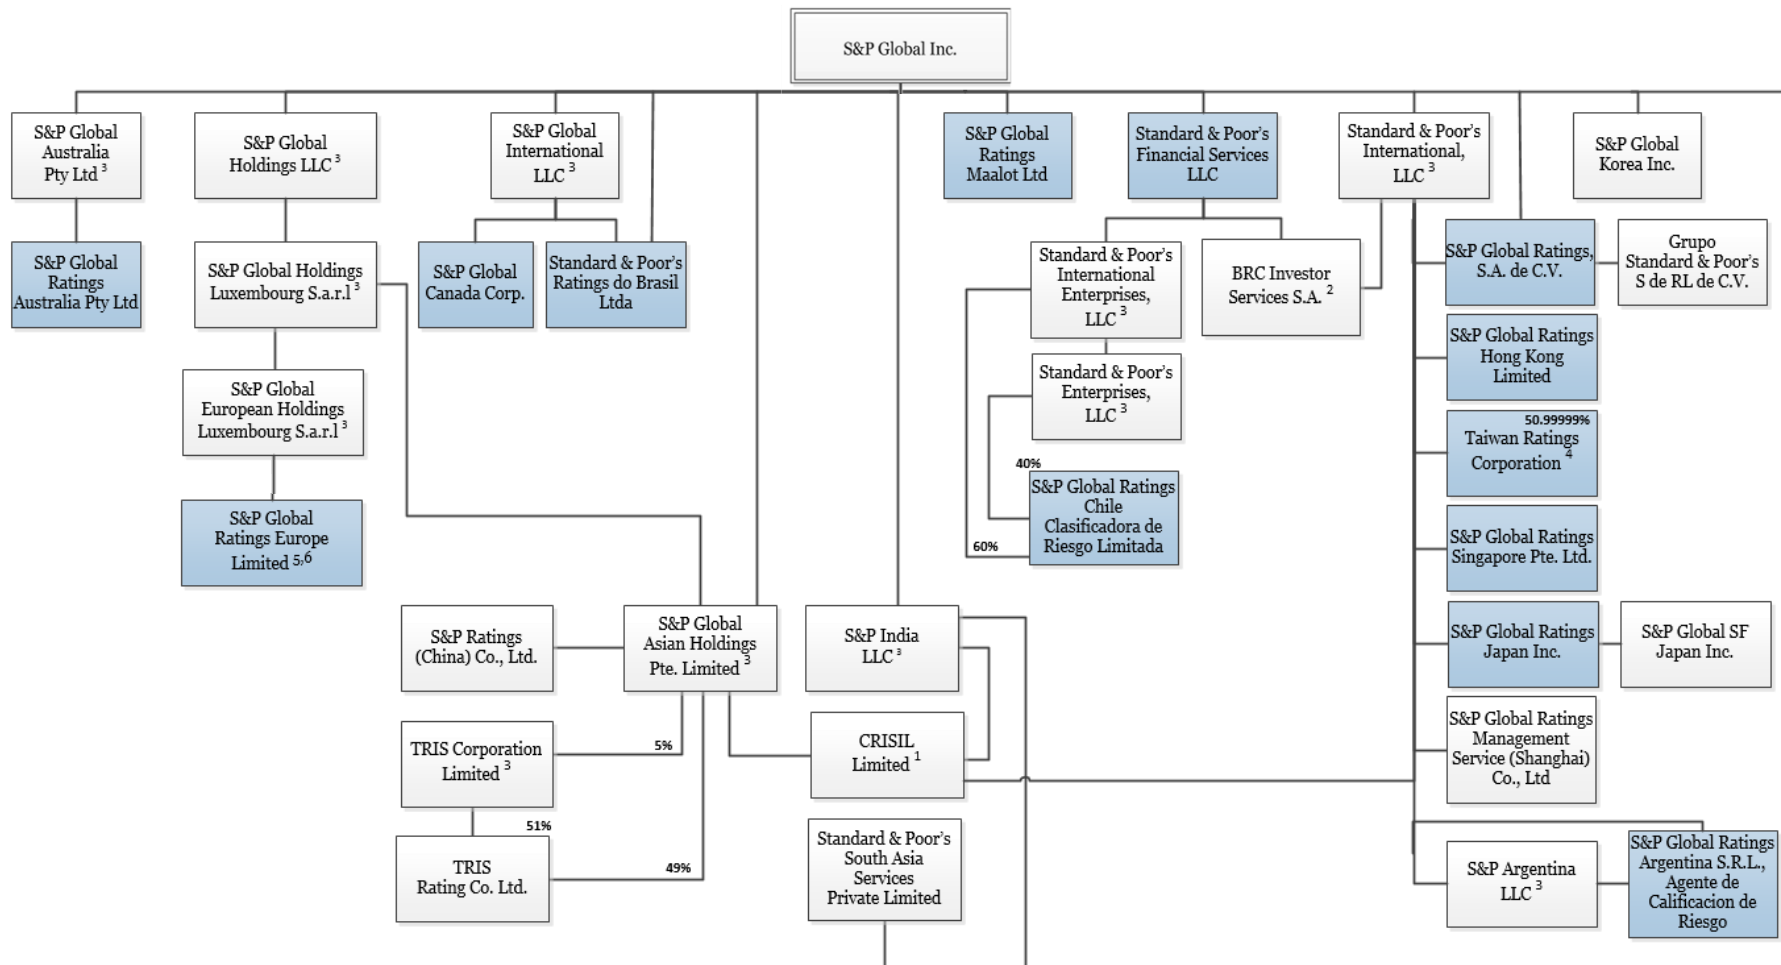 S&P Global Inc.
S&P Global
Australia
Pty Ltd 3
S&P Global
Holdings LLC 3
S&P Global
International
LLC 3
S&P Global
Ratings
Maalot Ltd
Standard & Poor's
Financial Services
LLC
Standard & Poor's
International,
LLC 3
S&P Global
Korea Inc.
S&P Global
Ratings
Australia Pty Ltd
S&P Global Holdings
Luxembourg S.a.r.l 3
S&P Global
Canada Corp.
Standard & Poor's
Ratings do Brasil
Ltda
Standard & Poor's
International
Enterprises,
LLC 3
BRC Investor
Services S.A. 2
S&P Global Ratings,
S.A. de C.V.
Grupo
Standard & Poor's
S de RL de C.V.
S&P Global
European Holdings
Luxembourg S.a.r.l 3
Standard & Poor's
Enterprises,
LLC 3
S&P Global Ratings
Hong Kong
Limited
50.99999%
Taiwan Ratings
Corporation 4
40%
S&P Global Ratings
Chile
Clasificadora de
Riesgo Limitada
60%
S&P Global
Ratings Europe
Limited 5,6
S&P Global Ratings
Singapore Pte. Ltd.
S&P Ratings
(China) Co., Ltd.
S&P Global
Asian Holdings
Pte. Limited 3
S&P India
LLC 3
S&P Global Ratings
Japan Inc.
S&P Global SF
Japan Inc.
TRIS Corporation
Limited 3
5%
CRISIL
Limited 1
S&P Global Ratings
Management
Service (Shanghai)
Co., Ltd
51%
TRIS
Rating Co. Ltd.
49%
Standard & Poor's
South Asia
Services
Private Limited
S&P Argentina
LLC 3
S&P Global Ratings
Argentina S.R.L.,
Agente de
Calificacion de
Riesgo